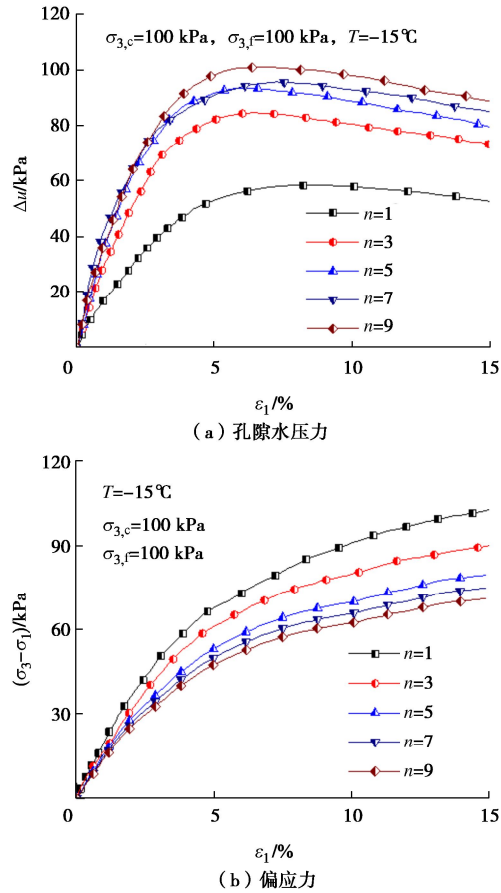 σ3,c=100 kPa，σ3,f=100 kPa，T=−15℃
120
100
80
60
40
20
0
Δu/kPa
n=1
n=3
n=5
n=7
n=9
0
5
10
15
ε1/%
（a）孔隙水压力
T=−15℃
σ3,c=100 kPa
σ3,f=100 kPa
120
90
60
30
0
(σ3−σ1)/kPa
n=1
n=3
n=5
n=7
n=9
0
5
10
15
ε1/%
（b）偏应力